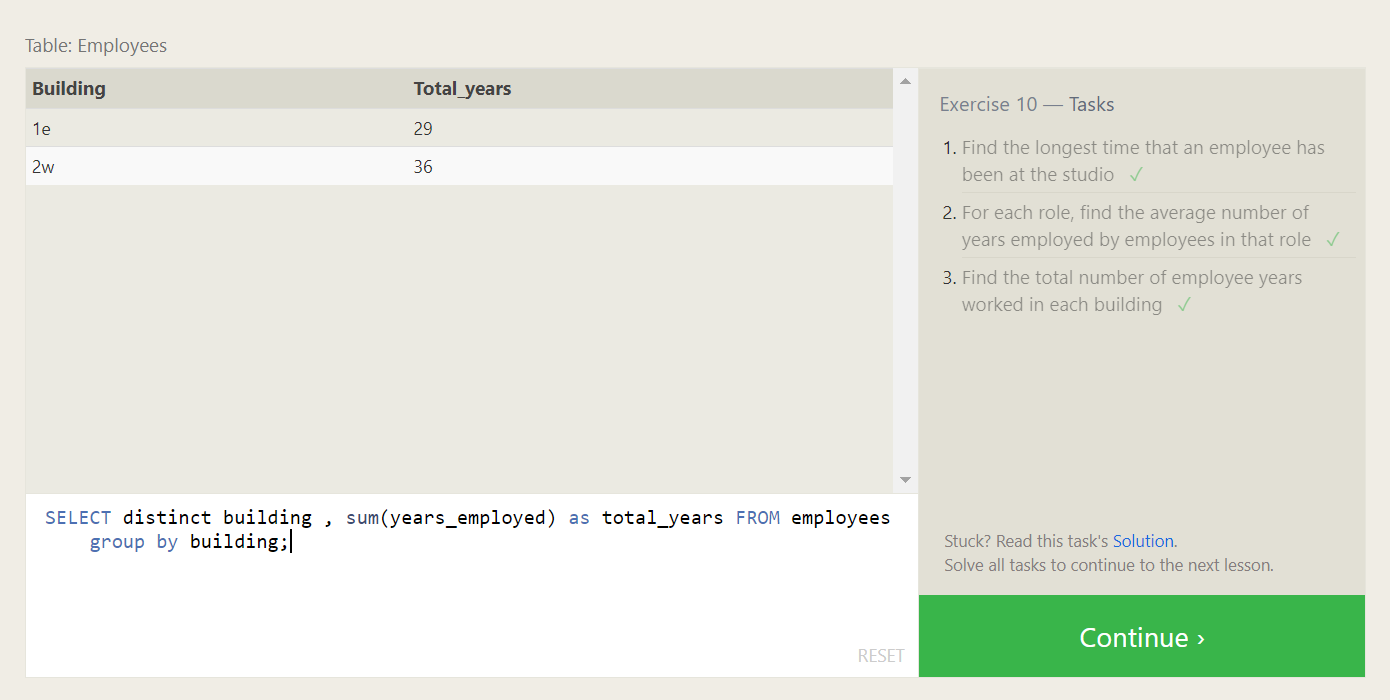 Table: Employees
Building Total_years
1e 29
2w 36
SELECT distinct building , sum(years_employed) as total_years FROM employees
group by building;
RESET
Exercise 10 — Tasks
1. Find the longest time that an employee has
been at the studio ✓
2. For each role, find the average number of
years employed by employees in that role ✓
3. Find the total number of employee years
worked in each building ✓
Stuck? Read this task's Solution.
Solve all tasks to continue to the next lesson.
Continue ›